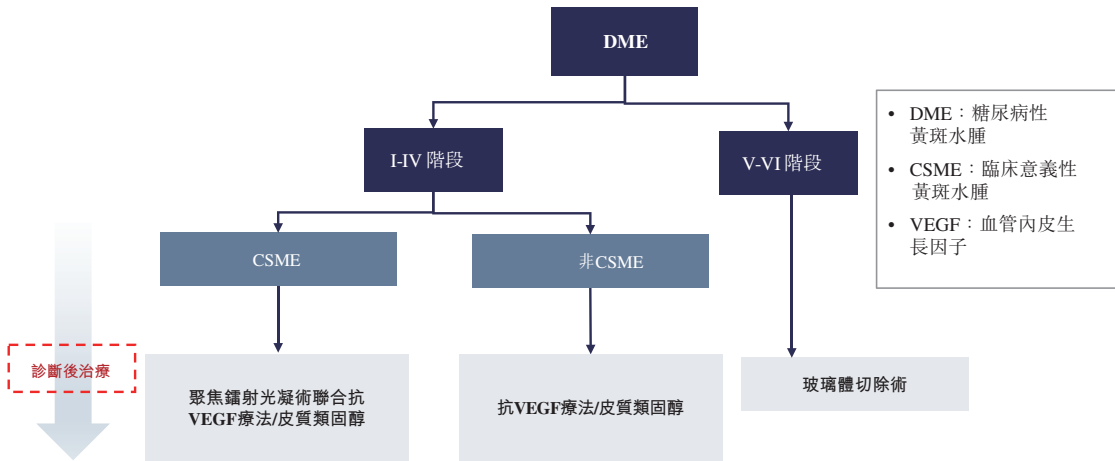 DME
I-IV 階段
V-VI 階段
• DME：糖尿病性
黃斑水腫
• CSME：臨床意義性
黃斑水腫
• VEGF：血管內皮生
長因子
CSME
非CSME
診斷後治療
聚焦鐳射光凝術聯合抗
VEGF療法/皮質類固醇
抗VEGF療法/皮質類固醇
玻璃體切除術